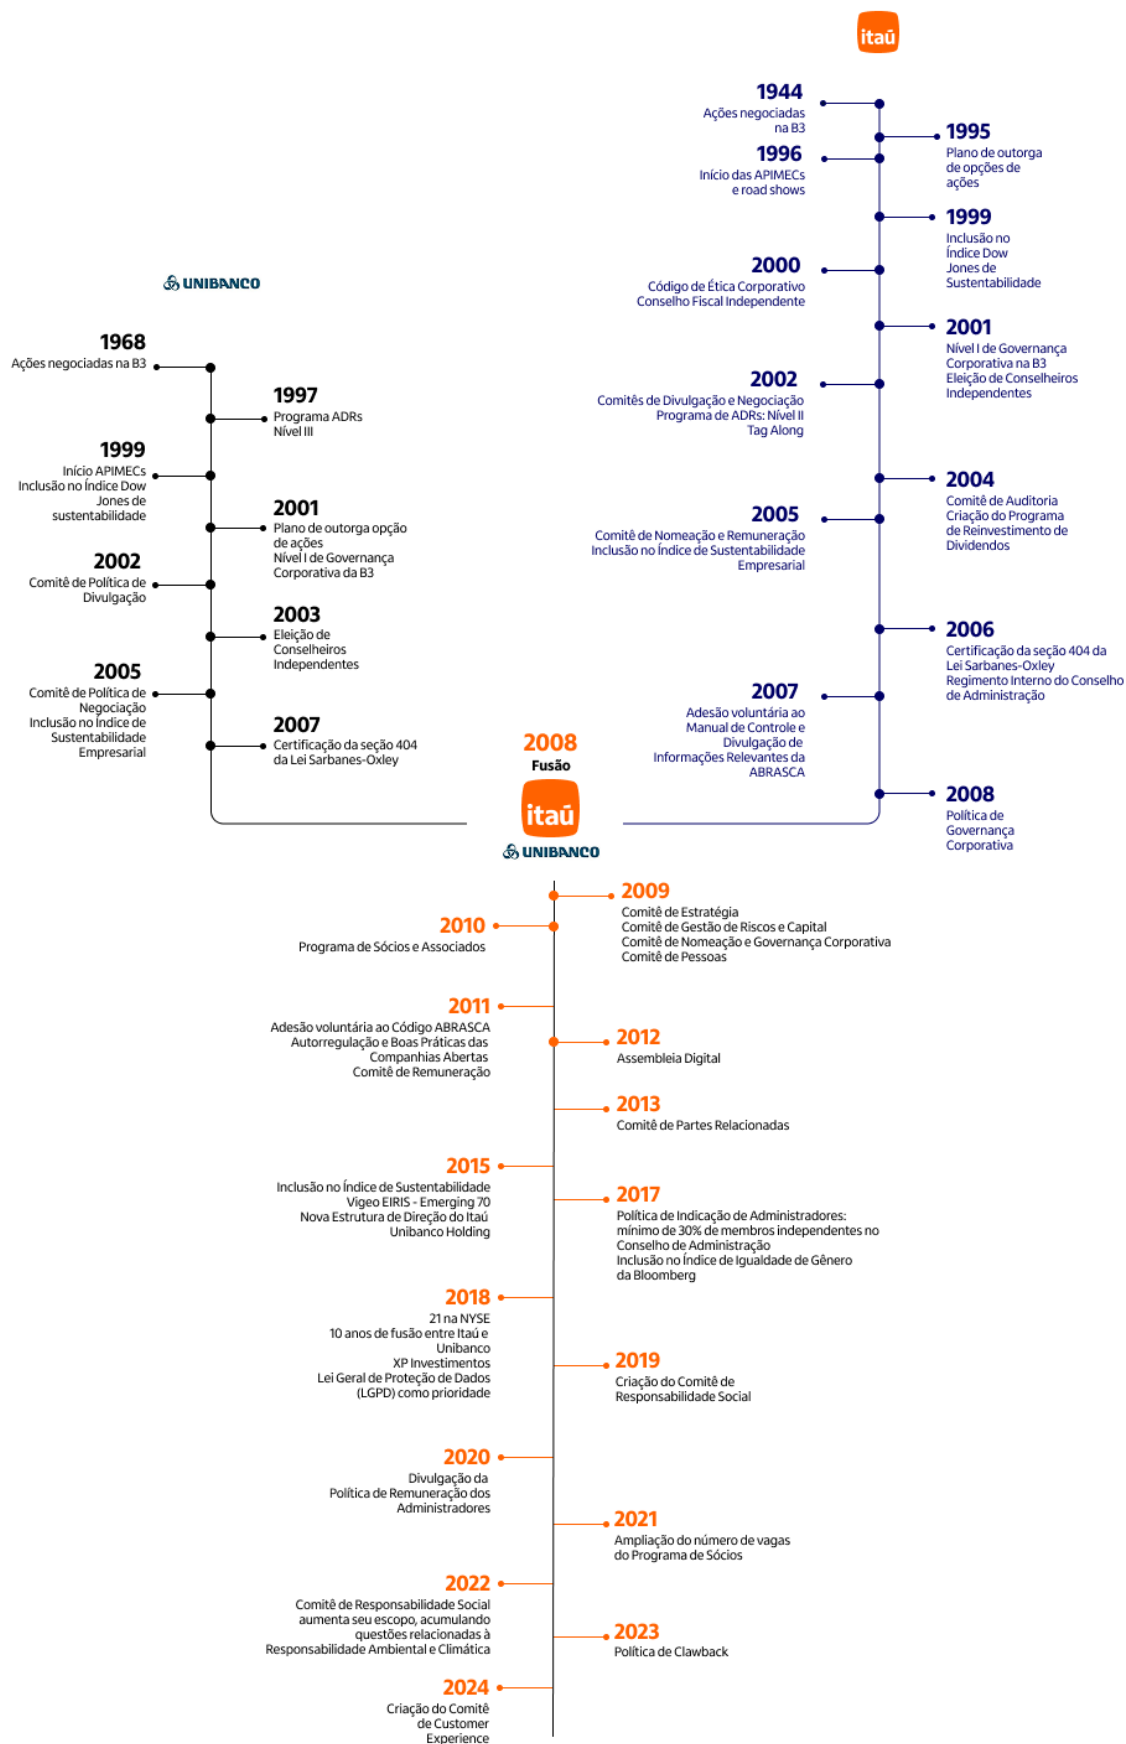 itaú
1944
Ações negociadas
na B3
1995
Plano de outorga
de opções de
ações
1996
Início das APIMECs
e road shows
1999
Inclusão no
Índice Dow
Jones de
Sustentabilidade
2000
Código de Ética Corporativo
Conselho Fiscal Independente
2001
Nível I de Governança
Corporativa na B3
Eleição de Conselheiros
Independentes
2002
Comitês de Divulgação e Negociação
Programa de ADRs: Nível II
Tag Along
2004
Comitê de Auditoria
Criação do Programa
de Reinvestimento de
Dividendos
2005
Comitê de Nomeação e Remuneração
Inclusão no Índice de Sustentabilidade
Empresarial
2006
Certificação da seção 404 da
Lei Sarbanes-Oxley
Regimento Interno do Conselho
de Administração
2007
Adesão voluntária ao
Manual de Controle e
Divulgação de
Informações Relevantes da
ABRASCA
2008
Política de
Governança
Corporativa
UNIBANCO
1968
Ações negociadas na B3
1997
Programa ADRs
Nível III
1999
Início APIMECs
Inclusão no Índice Dow
Jones de
sustentabilidade
2001
Plano de outorga opção
de ações
Nível I de Governança
Corporativa da B3
2002
Comitê de Política de
Divulgação
2003
Eleição de
Conselheiros
Independentes
2005
Comitê de Política de
Negociação
Inclusão no Índice de
Sustentabilidade
Empresarial
2007
Certificação da seção 404
da Lei Sarbanes-Oxley
2008
Fusão
itaú
UNIBANCO
2009
Comitê de Estratégia
Comitê de Gestão de Riscos e Capital
Comitê de Nomeação e Governança Corporativa
Comitê de Pessoas
2010
Programa de Sócios e Associados
2011
Adesão voluntária ao Código ABRASCA
Autorregulação e Boas Práticas das
Companhias Abertas
Comitê de Remuneração
2012
Assembleia Digital
2013
Comitê de Partes Relacionadas
2015
Inclusão no Índice de Sustentabilidade
Vigeo EIRIS - Emerging 70
Nova Estrutura de Direção do Itaú
Unibanco Holding
2017
Política de Indicação de Administradores:
mínimo de 30% de membros independentes no
Conselho de Administração
Inclusão no Índice de Igualdade de Gênero
da Bloomberg
2018
21 na NYSE
10 anos de fusão entre Itaú e
Unibanco
XP Investimentos
Lei Geral de Proteção de Dados
(LGPD) como prioridade
2019
Criação do Comitê de
Responsabilidade Social
2020
Divulgação da
Política de Remuneração dos
Administradores
2021
Ampliação do número de vagas
do Programa de Sócios
2022
Comitê de Responsabilidade Social
aumenta seu escopo, acumulando
questões relacionadas à
Responsabilidade Ambiental e Climática
2023
Política de Clawback
2024
Criação do Comitê
de Customer
Experience